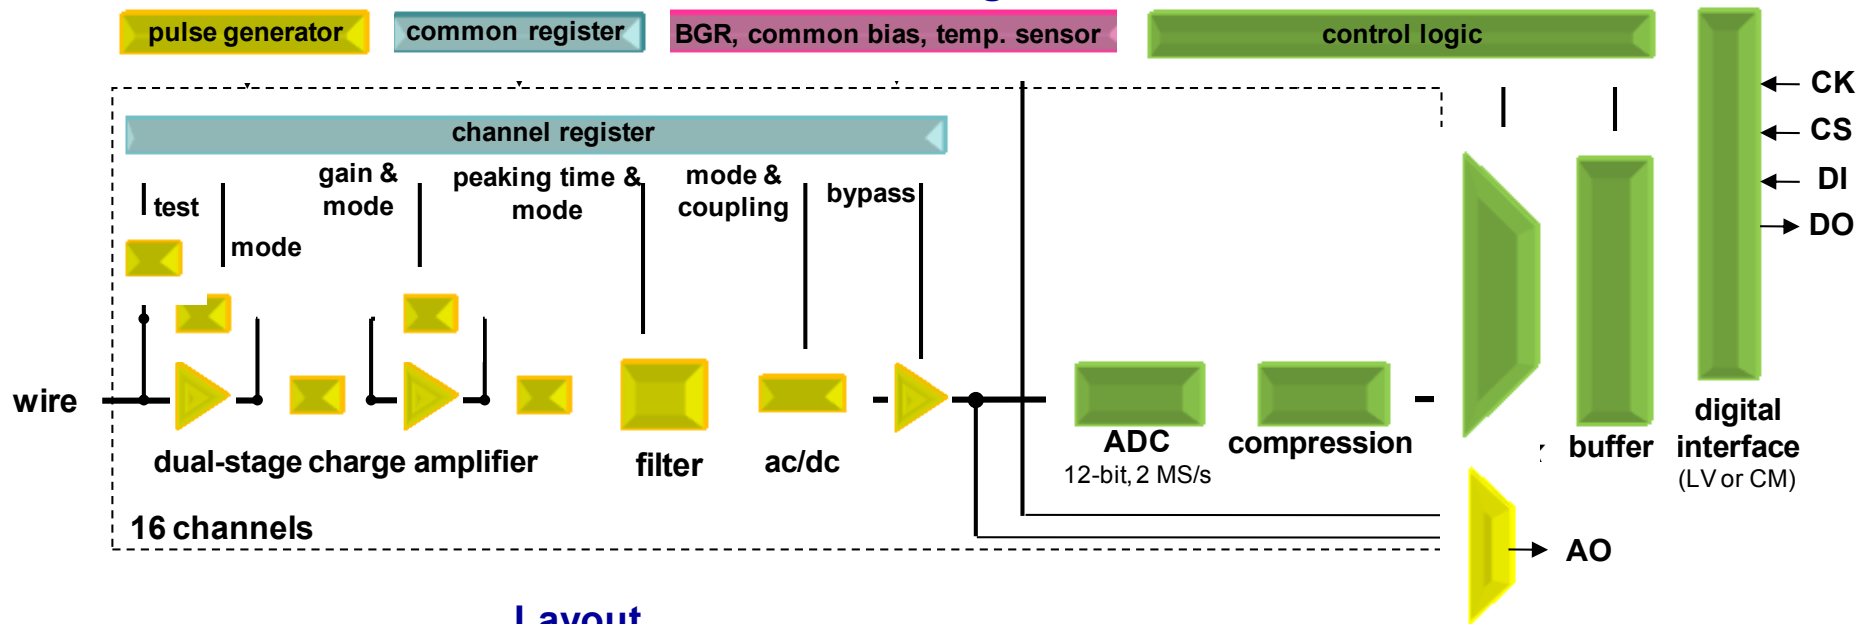 pulse generator
common register
BGR, common bias, temp. sensor
control logic
CK
CS
DI
DO
channel register
test
mode
gain &
mode
peaking time &
mode
mode &
coupling
bypass
wire
dual-stage charge amplifier
filter
ac/dc
ADC
12-bit, 2 MS/s
compression
buffer
digital
interface
(LV or CM)
16 channels
AO
Layout